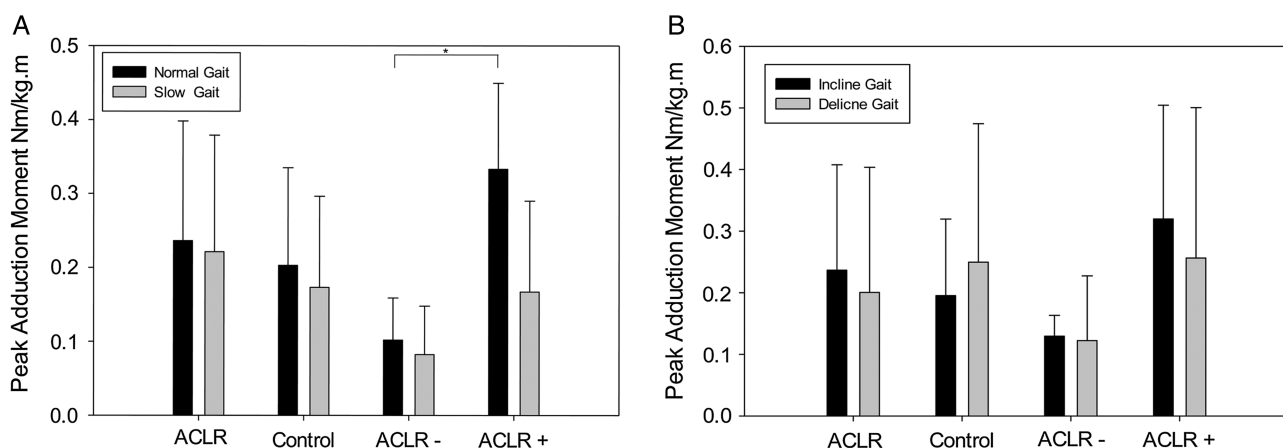 A
Peak Adduction Moment Nm/kg.m
0.5
0.4
0.3
0.2
0.1
0.0
Normal Gait
Slow Gait
*
ACLR
Control
ACLR -
ACLR +
B
Peak Adduction Moment Nm/kg.m
0.6
0.5
0.4
0.3
0.2
0.1
0.0
Incline Gait
Delicne Gait
ACLR
Control
ACLR -
ACLR +